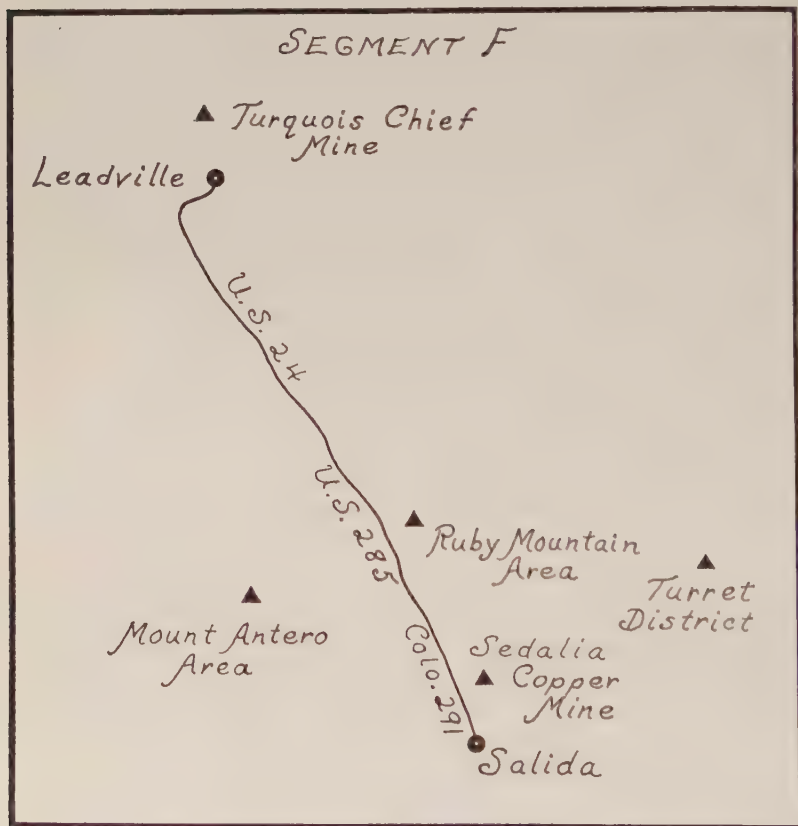 SEGMENT F
Turquois Chief
Mine
Leadville
U.S. 24
U.S. 285
Ruby Mountain
Area
Turret
District
Mount Antero
Area
Colo. 291
Sedalia
Copper
Mine
Salida